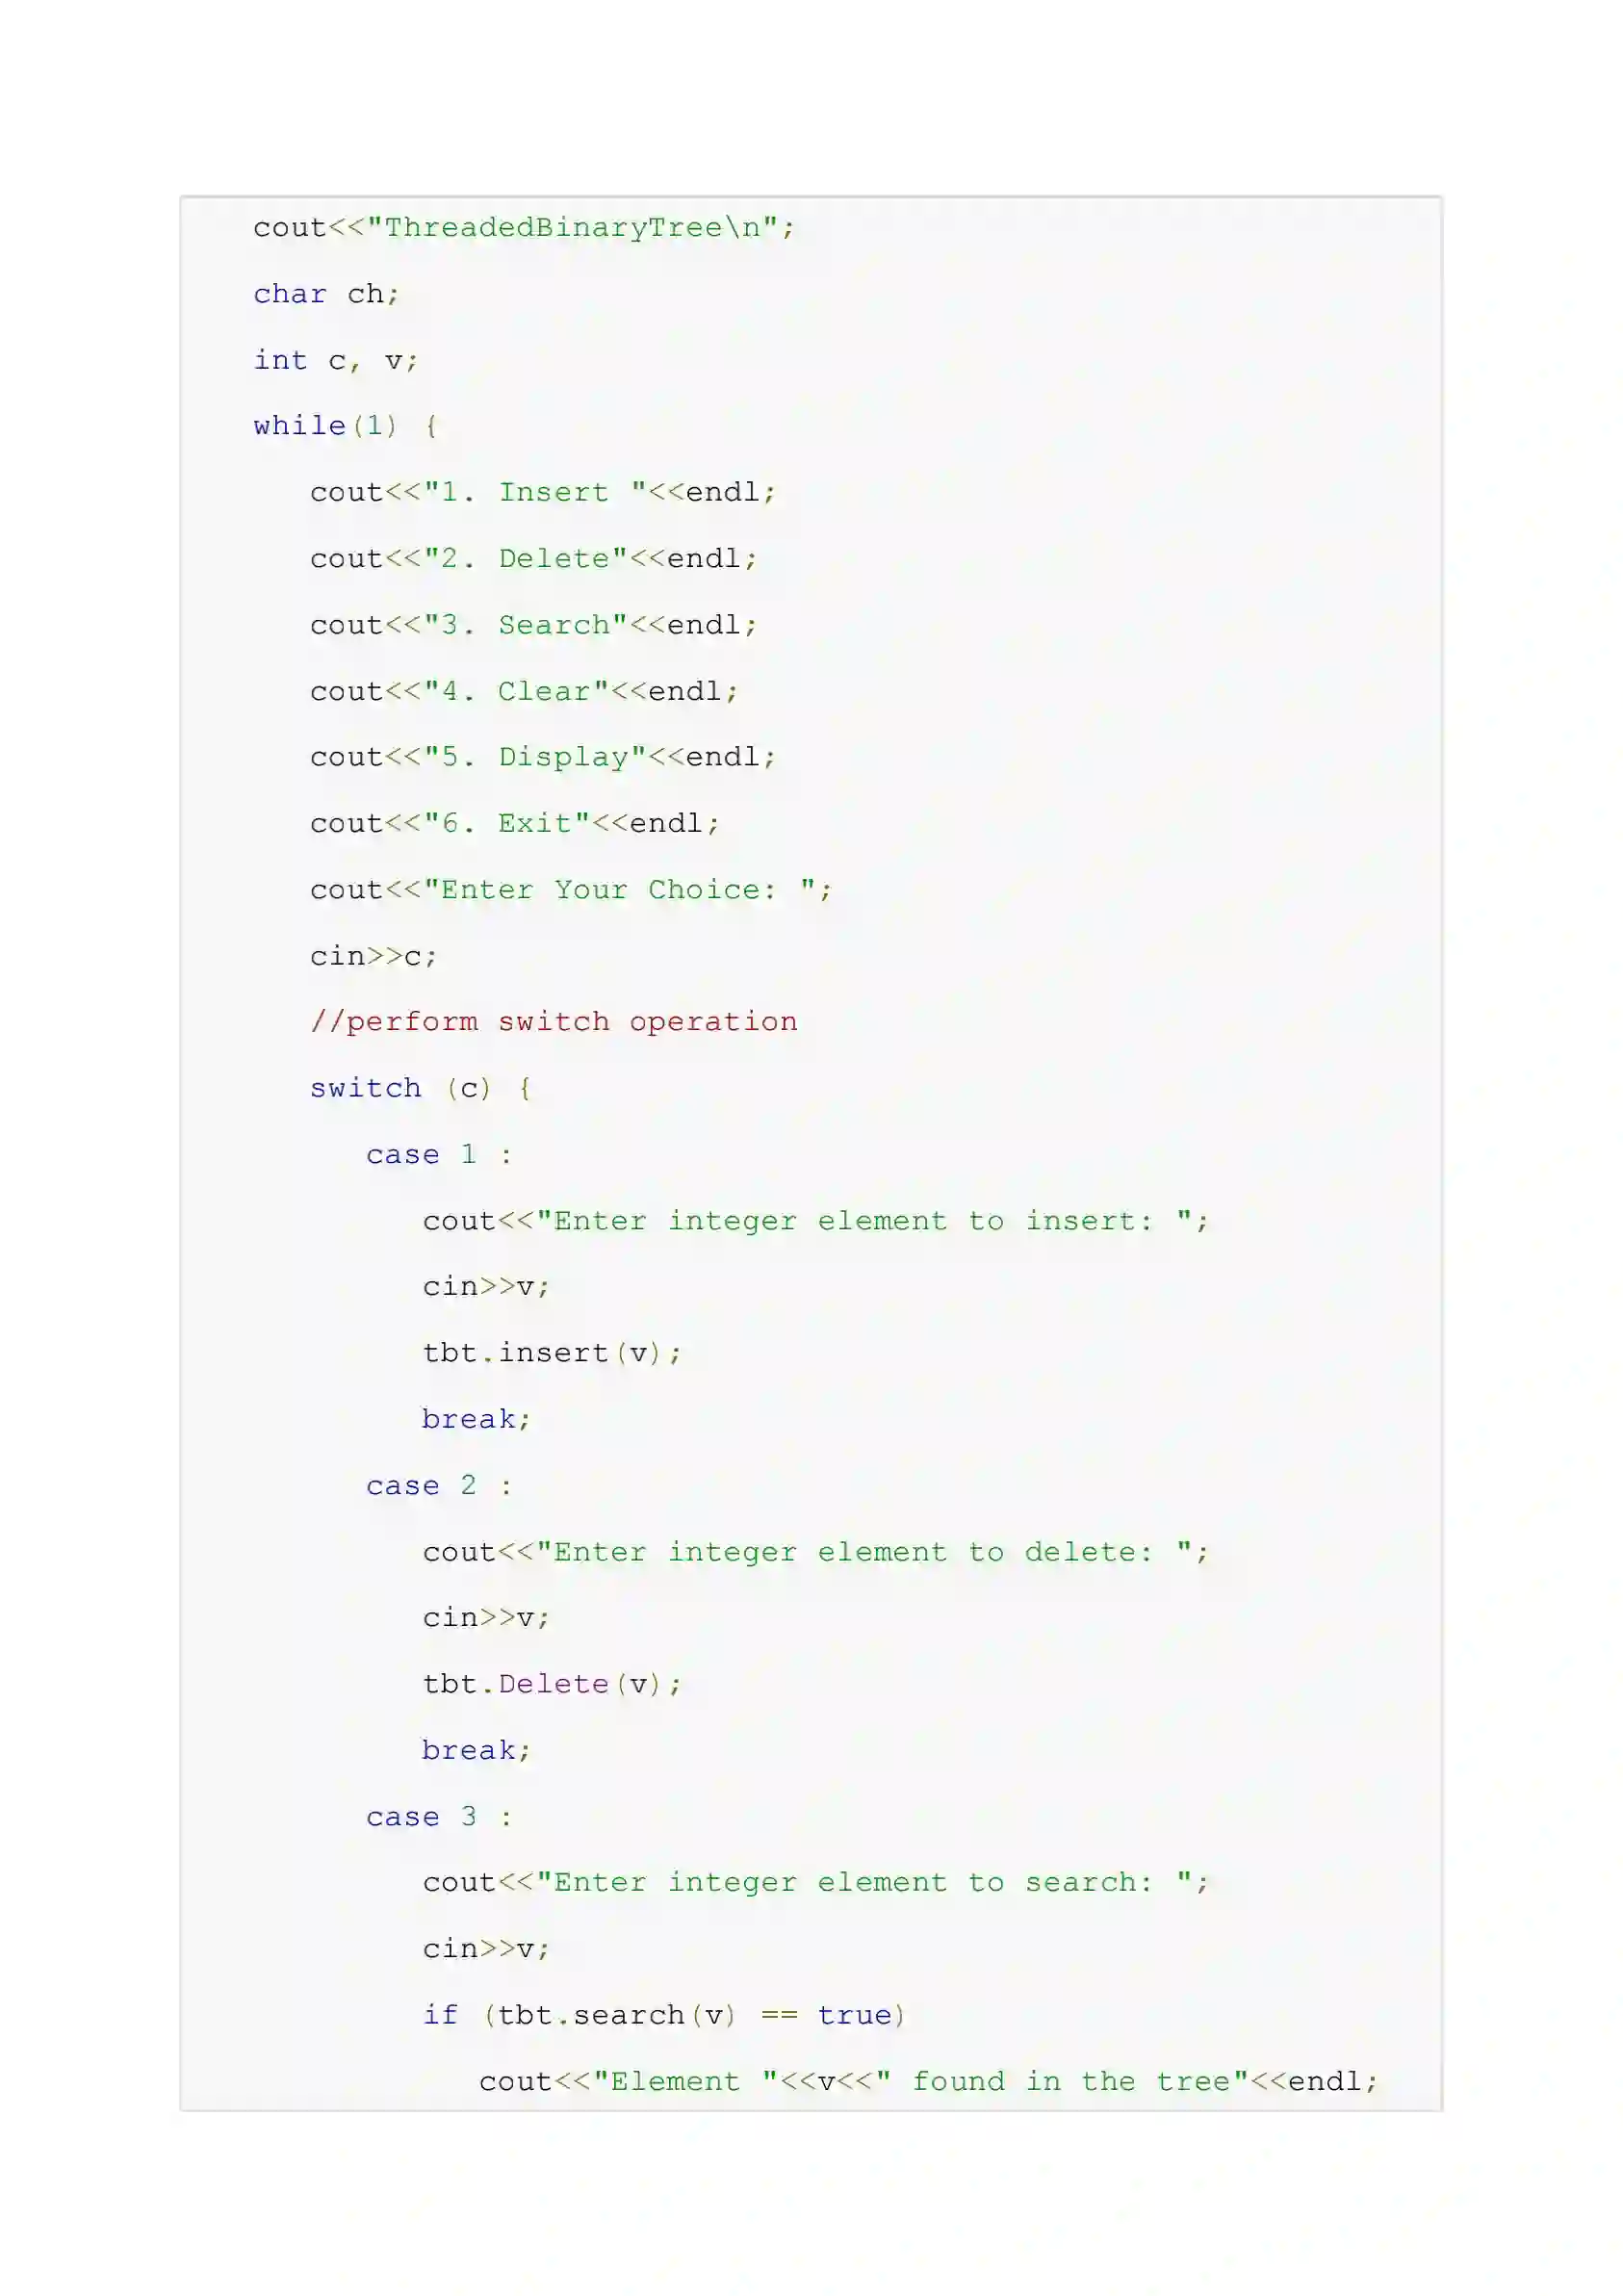 cout<<"ThreadedBinaryTree\n";
char ch;
int c, v;
while(1) {
cout<<"1. Insert "<<endl;
cout<<"2. Delete"<<endl;
cout<<"3. Search"<<endl;
cout<<"4. Clear"<<endl;
cout<<"5. Display"<<endl;
cout<<"6. Exit"<<endl;
cout<<"Enter Your Choice: ";
cin>>c;
//perform switch operation
switch (c) {
case 1 :
cout<<"Enter integer element to insert: ";
cin>>v;
tbt.insert(v);
break;
case 2 :
cout<<"Enter integer element to delete: ";
cin>>v;
tbt.Delete(v);
break;
case 3 :
cout<<"Enter integer element to search: ";
cin>>v;
if (tbt.search(v) == true)
cout<<"Element "<<v<<" found in the tree"<<endl;